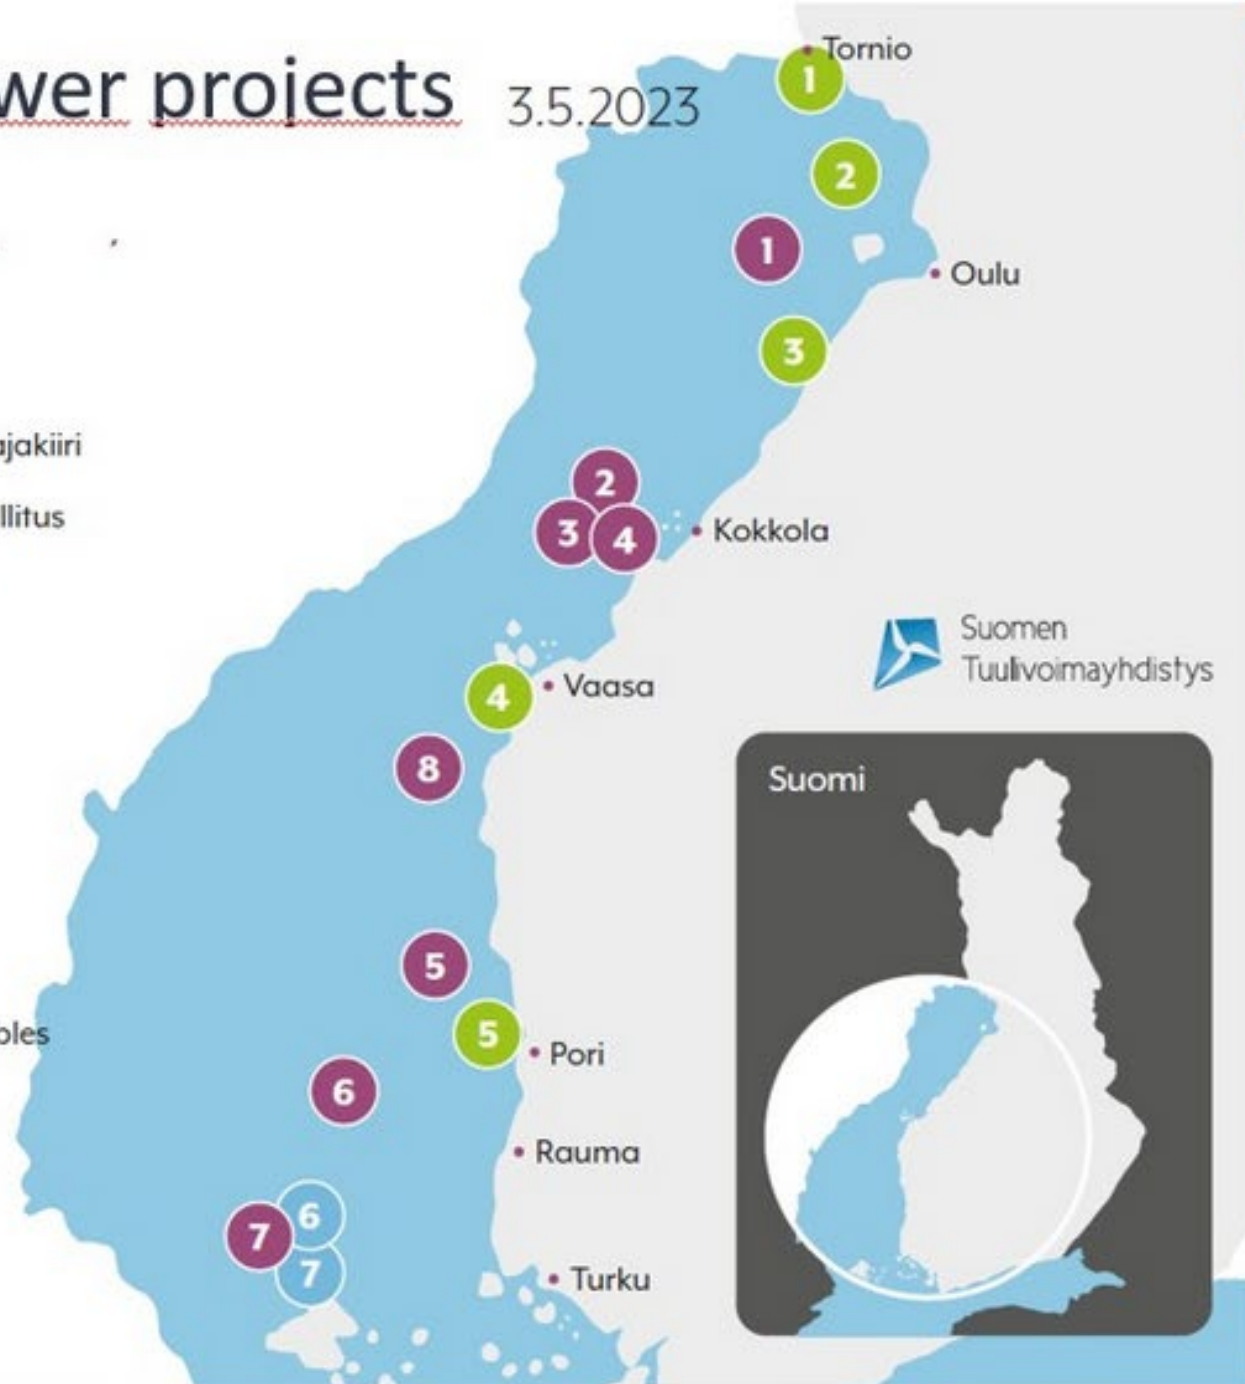 wer projects 3.5.2023
Tornio
1
2
1
Oulu
3
ajakiiri
2
llitus
3
4
Kokkola
Suomen
Tuulivoimayhdistys
4
Vaasa
8
Suomi
5
5
oles
Pori
6
Rauma
6
7
7
Turku